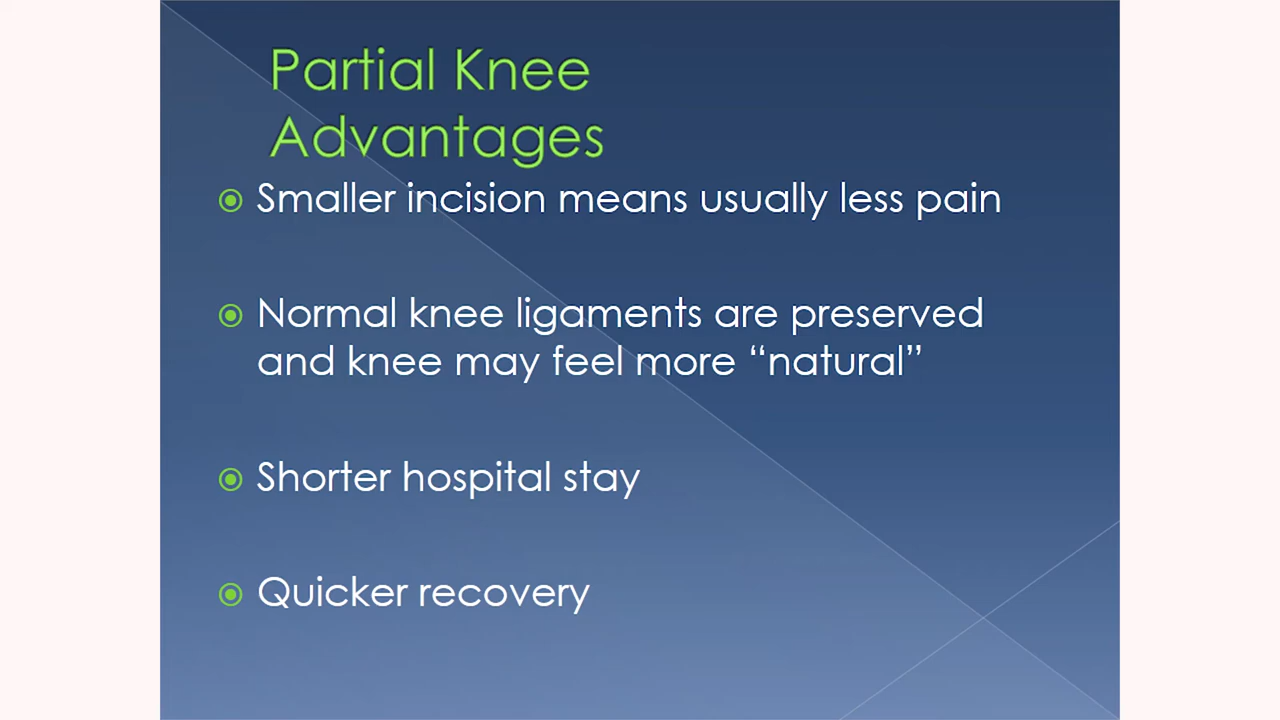 Partial Knee
Advantages
Smaller incision means usually less pain
Normal knee ligaments are preserved
and knee may feel more “natural”
Shorter hospital stay
Quicker recovery